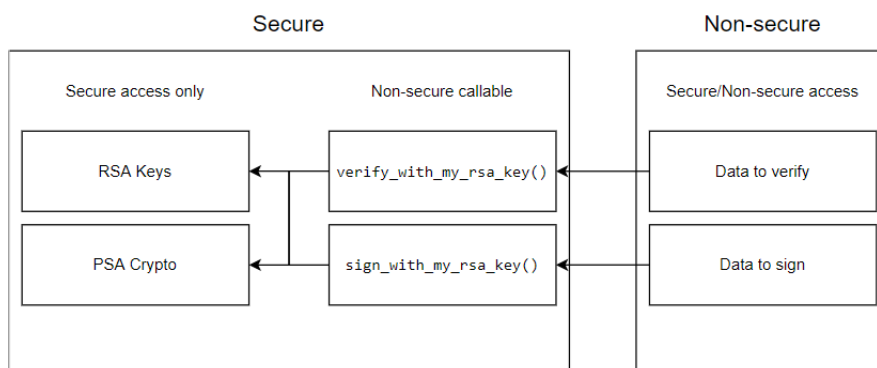 Secure
Non-secure
Secure access only
Non-secure callable
Secure/Non-secure access
RSA Keys
verify_with_my_rsa_key()
Data to verify
PSA Crypto
sign_with_my_rsa_key()
Data to sign